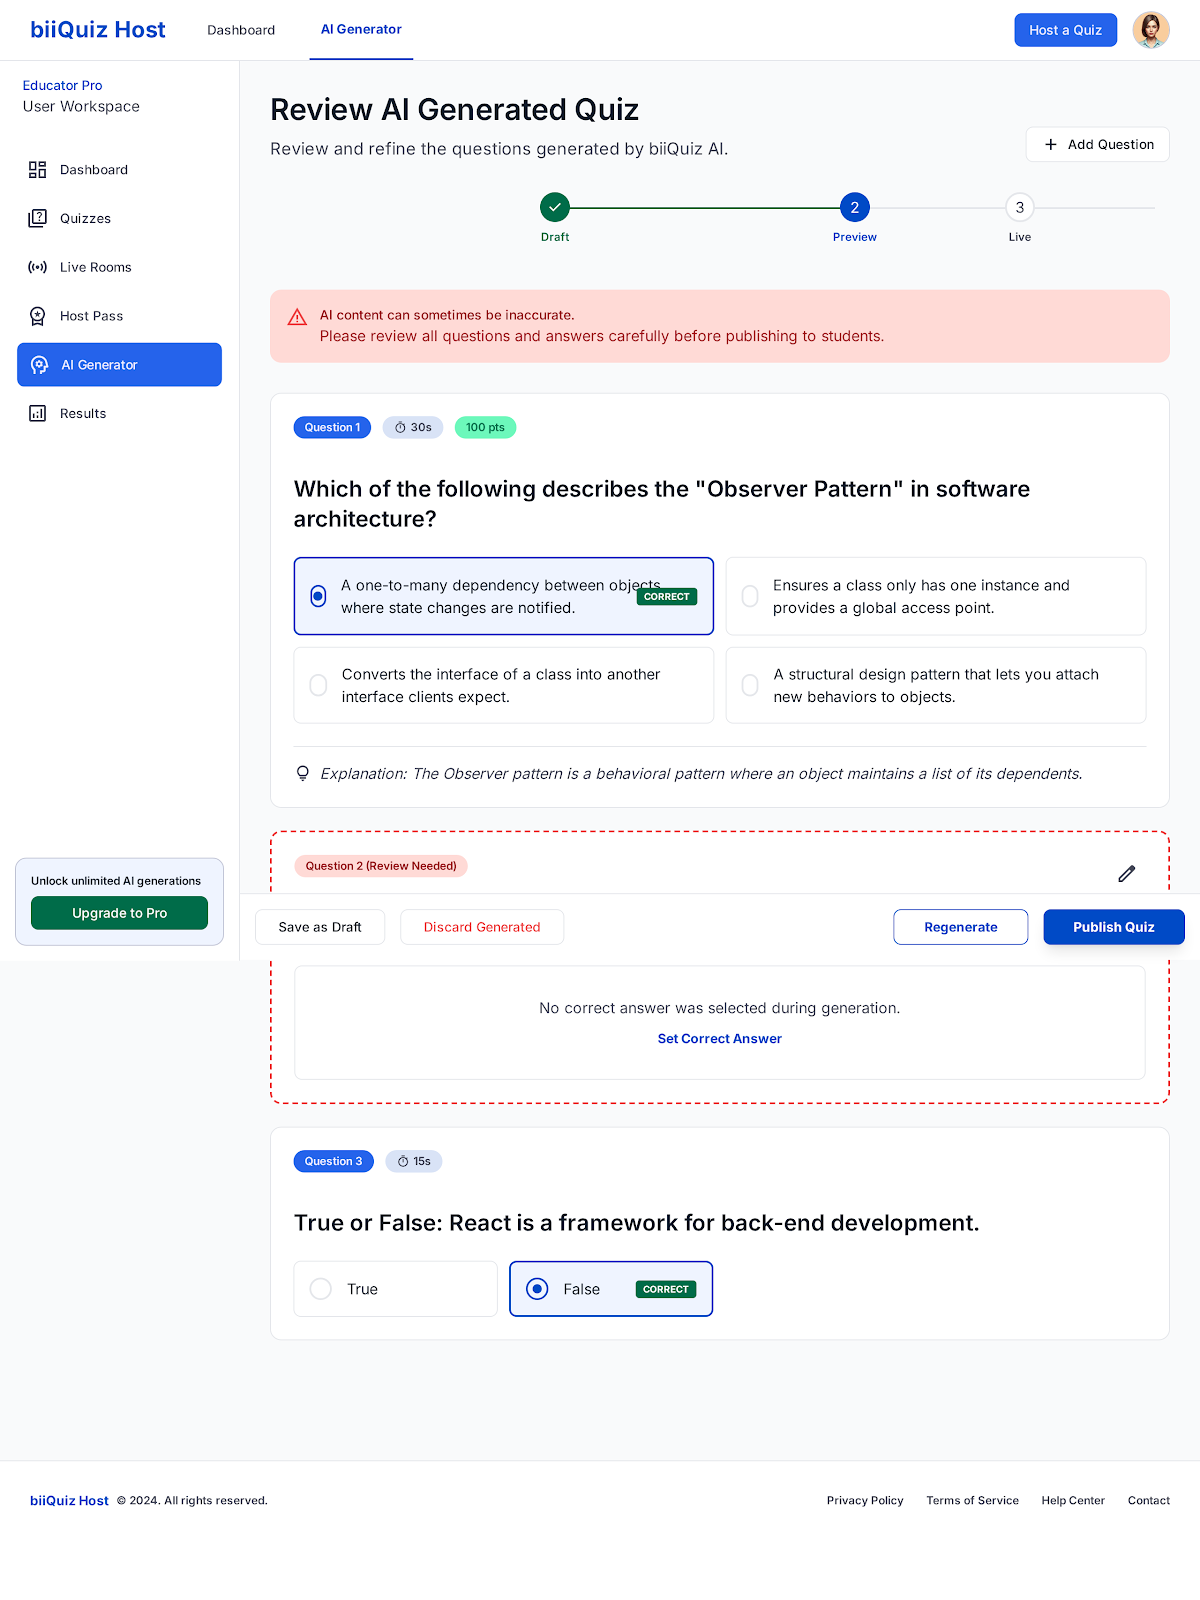 biiQuiz Host
Dashboard
AI Generator
Host a Quiz
Educator Pro
User Workspace
Dashboard
Quizzes
Live Rooms
Host Pass
AI Generator
Results
Unlock unlimited AI generations
Upgrade to Pro
Review AI Generated Quiz
Review and refine the questions generated by biiQuiz AI.
Add Question
Draft
2
Preview
3
Live
AI content can sometimes be inaccurate.
Please review all questions and answers carefully before publishing to students.
Question 1
30s
100 pts
Which of the following describes the "Observer Pattern" in software
architecture?
A one-to-many dependency between objects
where state changes are notified.
CORRECT
Ensures a class only has one instance and
provides a global access point.
Converts the interface of a class into another
interface clients expect.
A structural design pattern that lets you attach
new behaviors to objects.
Explanation: The Observer pattern is a behavioral pattern where an object maintains a list of its dependents.
Question 2 (Review Needed)
Save as Draft
Discard Generated
Regenerate
Publish Quiz
No correct answer was selected during generation.
Set Correct Answer
Question 3
15s
True or False: React is a framework for back-end development.
True
False
CORRECT
biiQuiz Host
© 2024. All rights reserved.
Privacy Policy
Terms of Service
Help Center
Contact